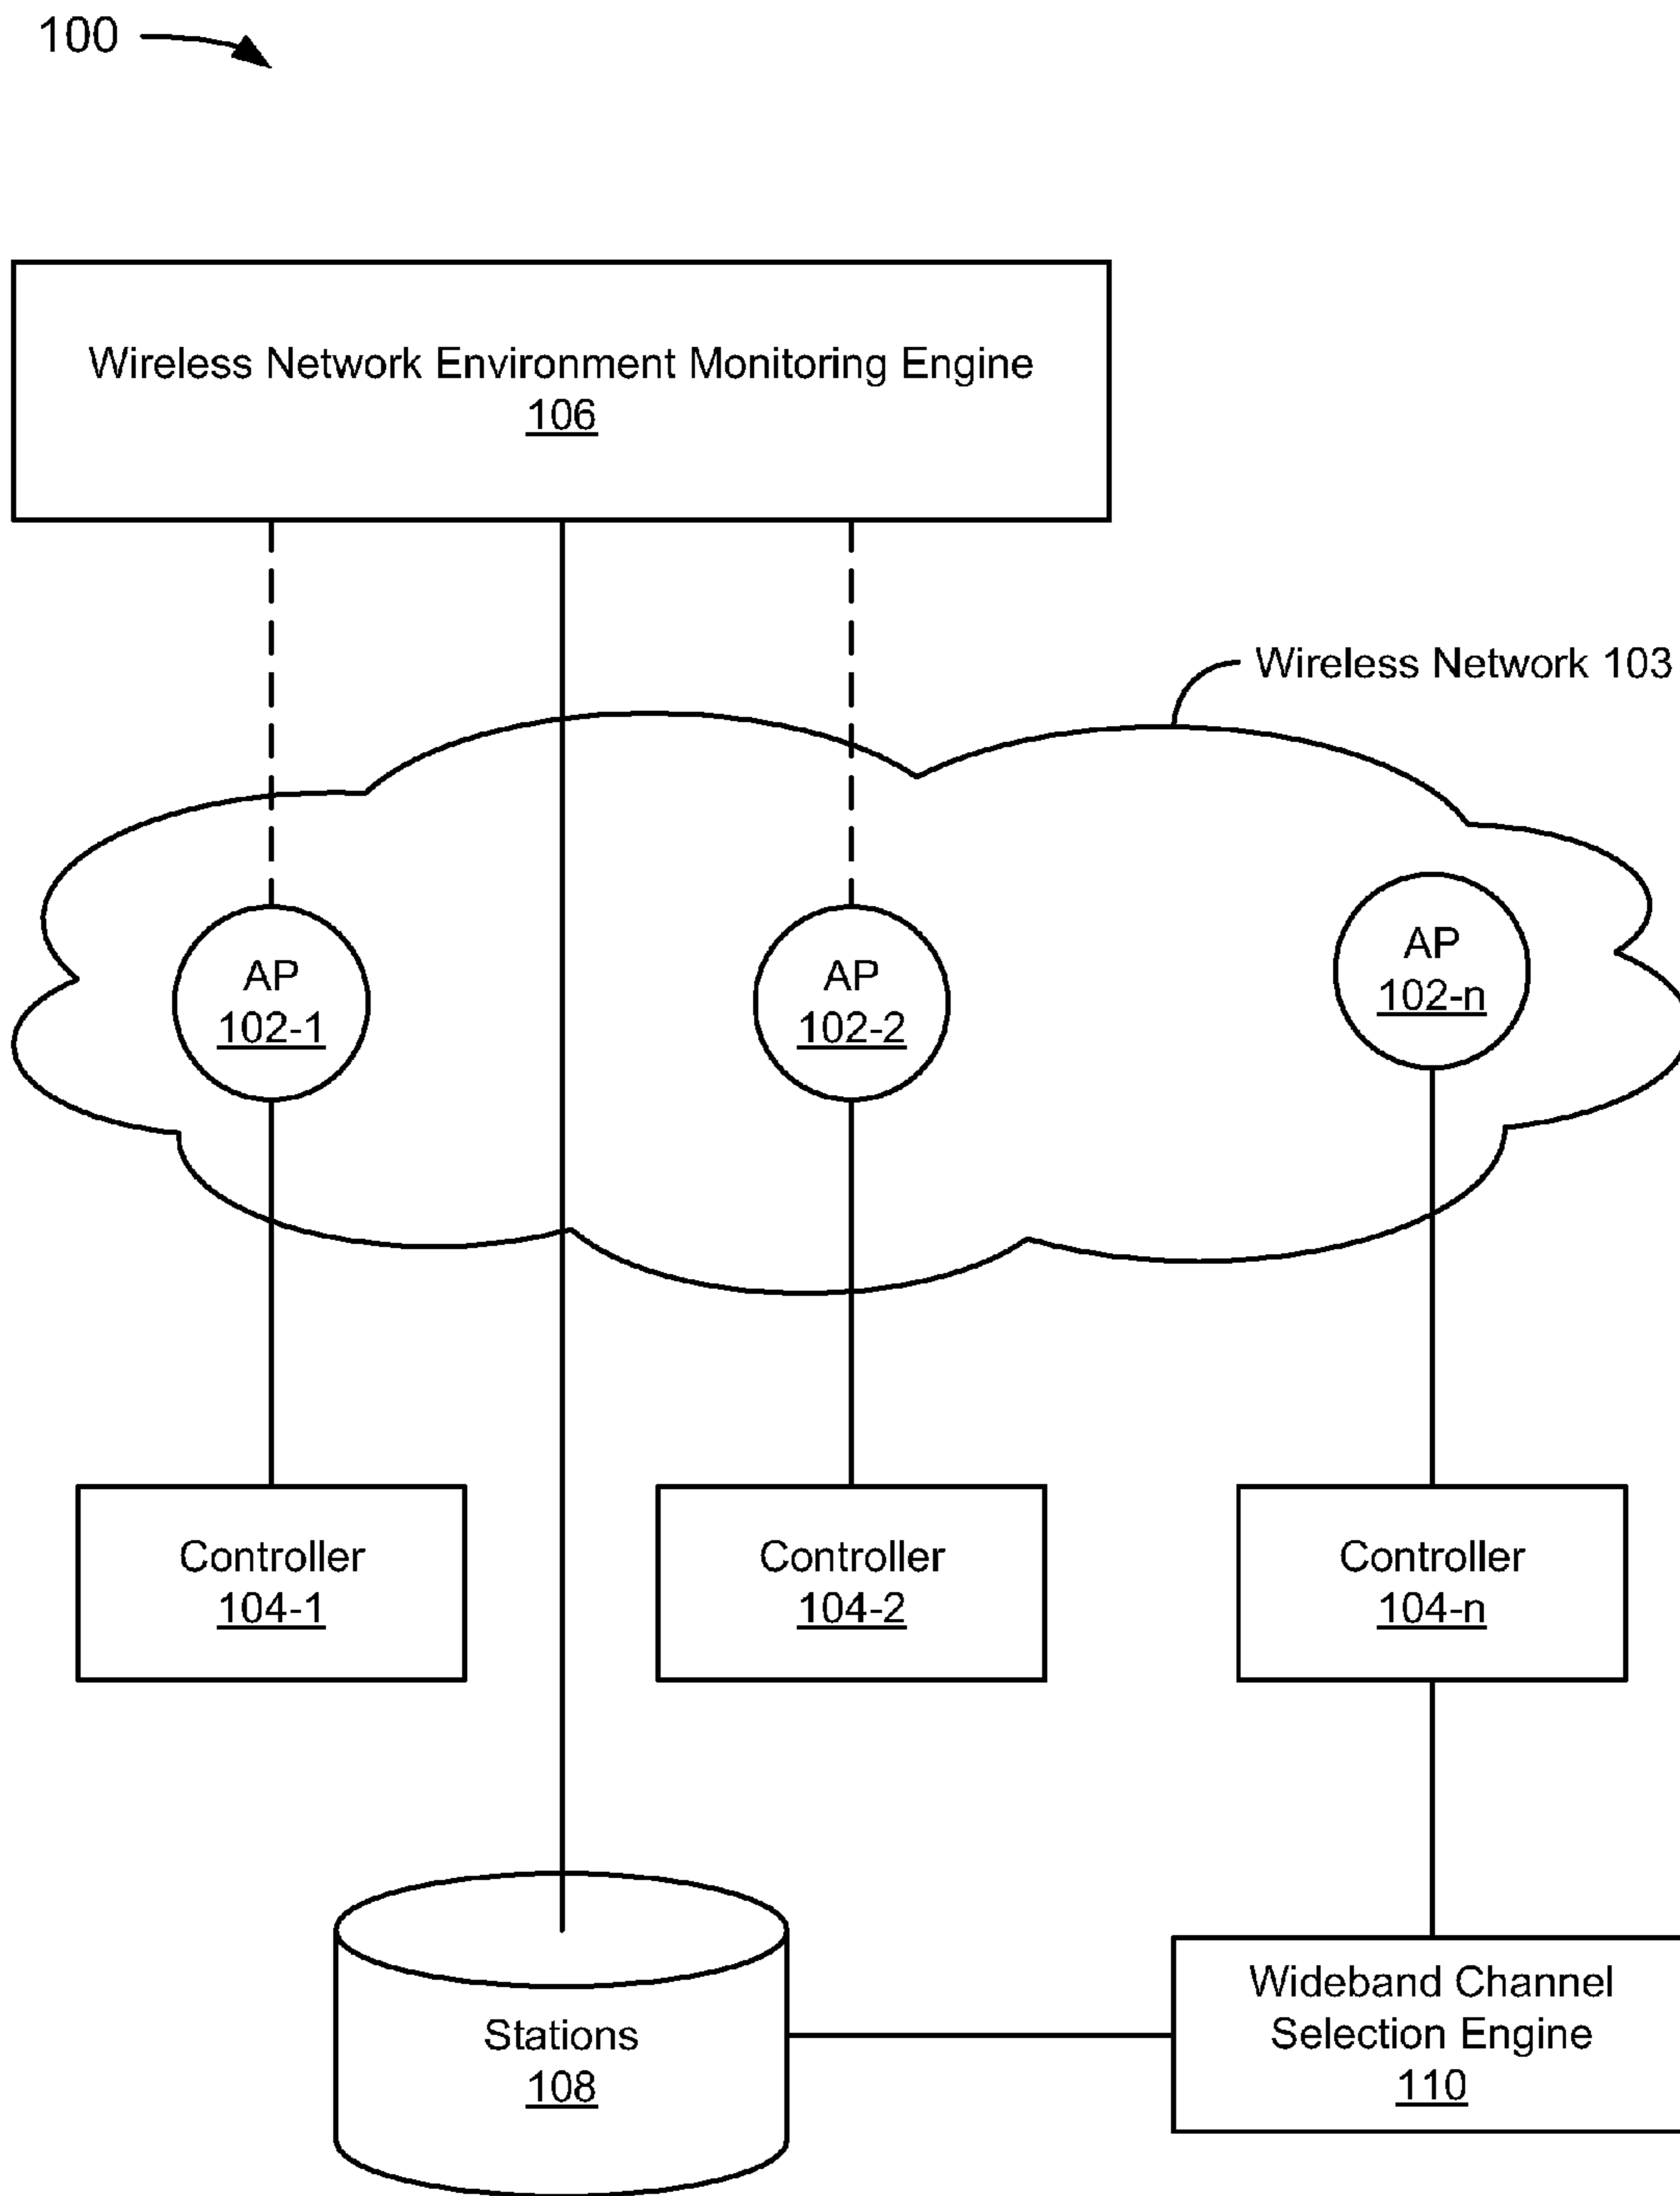 100
Wireless Network Environment Monitoring Engine
106
Wireless Network 103
AP
102-1
AP
102-2
AP
102-n
Controller
104-1
Controller
104-2
Controller
104-n
Stations
108
Wideband Channel
Selection Engine
110